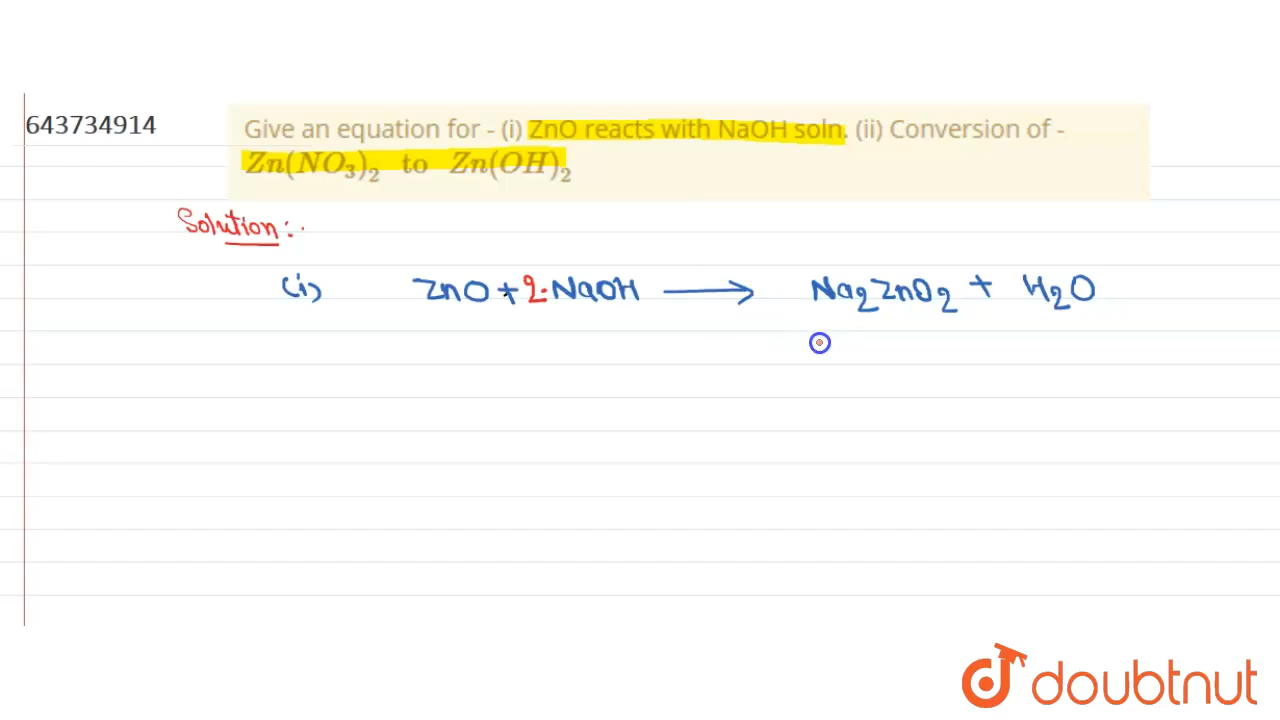 643734914
Give an equation for - (i) ZnO reacts with NaOH soln. (ii) Conversion of -
Zn(NO₃)₂ to Zn(OH)₂
Solution:-
(i) ZnO + 2·NaOH ⟶ Na₂ZnO₂ + H₂O
doubtnut